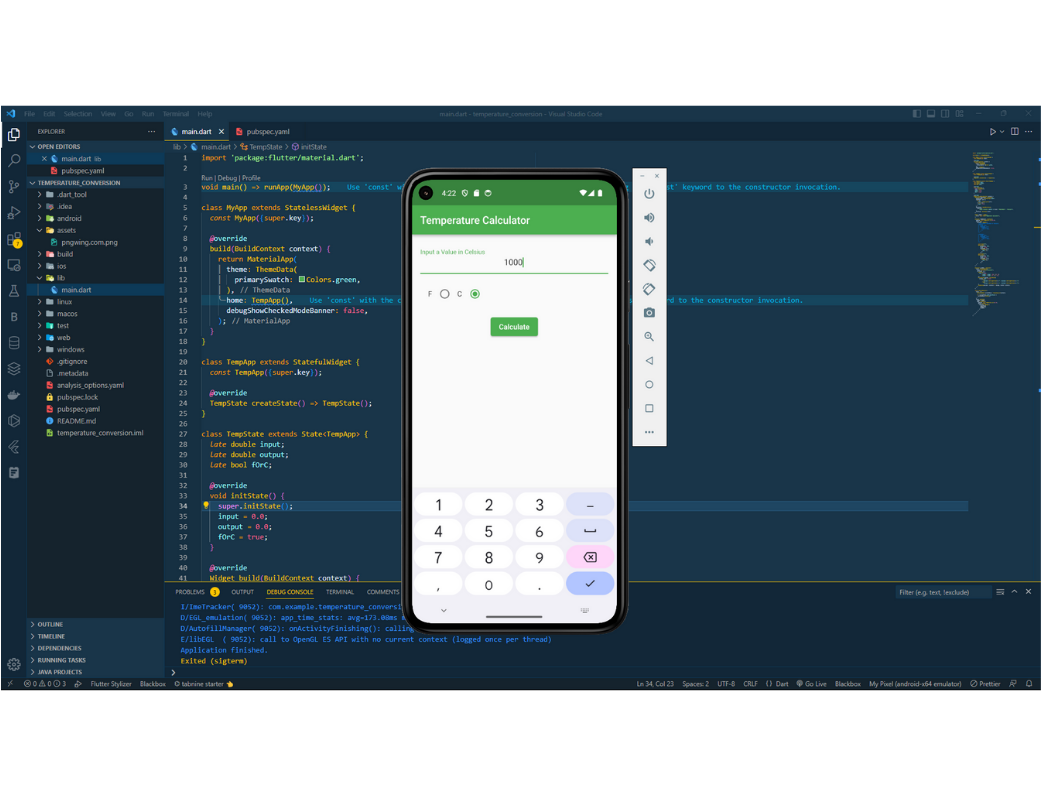 File Edit Selection View Go Run Terminal Help
main.dart - temperature_conversion - Visual Studio Code
EXPLORER
OPEN EDITORS
main.dart lib
pubspec.yaml
TEMPERATURE_CONVERSION
.dart_tool
.idea
android
assets
pngwing.com.png
build
ios
lib
main.dart
linux
macos
test
web
windows
.gitignore
.metadata
analysis_options.yaml
pubspec.lock
pubspec.yaml
README.md
temperature_conversion.iml
OUTLINE
TIMELINE
DEPENDENCIES
RUNNING TASKS
JAVA PROJECTS
main.dart pubspec.yaml
lib > main.dart > TempState > initState
1 import 'package:flutter/material.dart';
2
Run | Debug | Profile
3 void main() => runApp(MyApp()); Use 'const' w st' keyword to the constructor invocation.
4
5 class MyApp extends StatelessWidget {
6 const MyApp({super.key});
7
8 @override
9 build(BuildContext context) {
10 return MaterialApp(
11 theme: ThemeData(
12 primarySwatch: Colors.green,
13 ), // ThemeData
14 home: TempApp(), Use 'const' with the c rd to the constructor invocation.
15 debugShowCheckedModeBanner: false,
16 ); // MaterialApp
17 }
18 }
19
20 class TempApp extends StatefulWidget {
21 const TempApp({super.key});
22
23 @override
24 TempState createState() => TempState();
25 }
26
27 class TempState extends State<TempApp> {
28 late double input;
29 late double output;
30 late bool fOrC;
31
32 @override
33 void initState() {
34 super.initState();
35 input = 0.0;
36 output = 0.0;
37 fOrC = true;
38 }
39
40 @override
41 Widget build(BuildContext context) {
4:22
Temperature Calculator
Input a Value in Celsius
1000
F C
Calculate
1 2 3 –
4 5 6
7 8 9
, 0 .
PROBLEMS 1 OUTPUT DEBUG CONSOLE TERMINAL COMMENTS
Filter (e.g. text, !exclude)
I/ImeTracker( 9052): com.example.temperature_conversi
D/EGL_emulation( 9052): app_time_stats: avg=173.00ms
D/AutofillManager( 9052): onActivityFinishing(): calling
E/libEGL ( 9052): call to OpenGL ES API with no current context (logged once per thread)
Application finished.
Exited (sigterm)
0 0 3 Flutter Stylizer Blackbox tabnine starter
Ln 34, Col 23 Spaces: 2 UTF-8 CRLF {} Dart Go Live Blackbox My Pixel (android-x64 emulator) Prettier